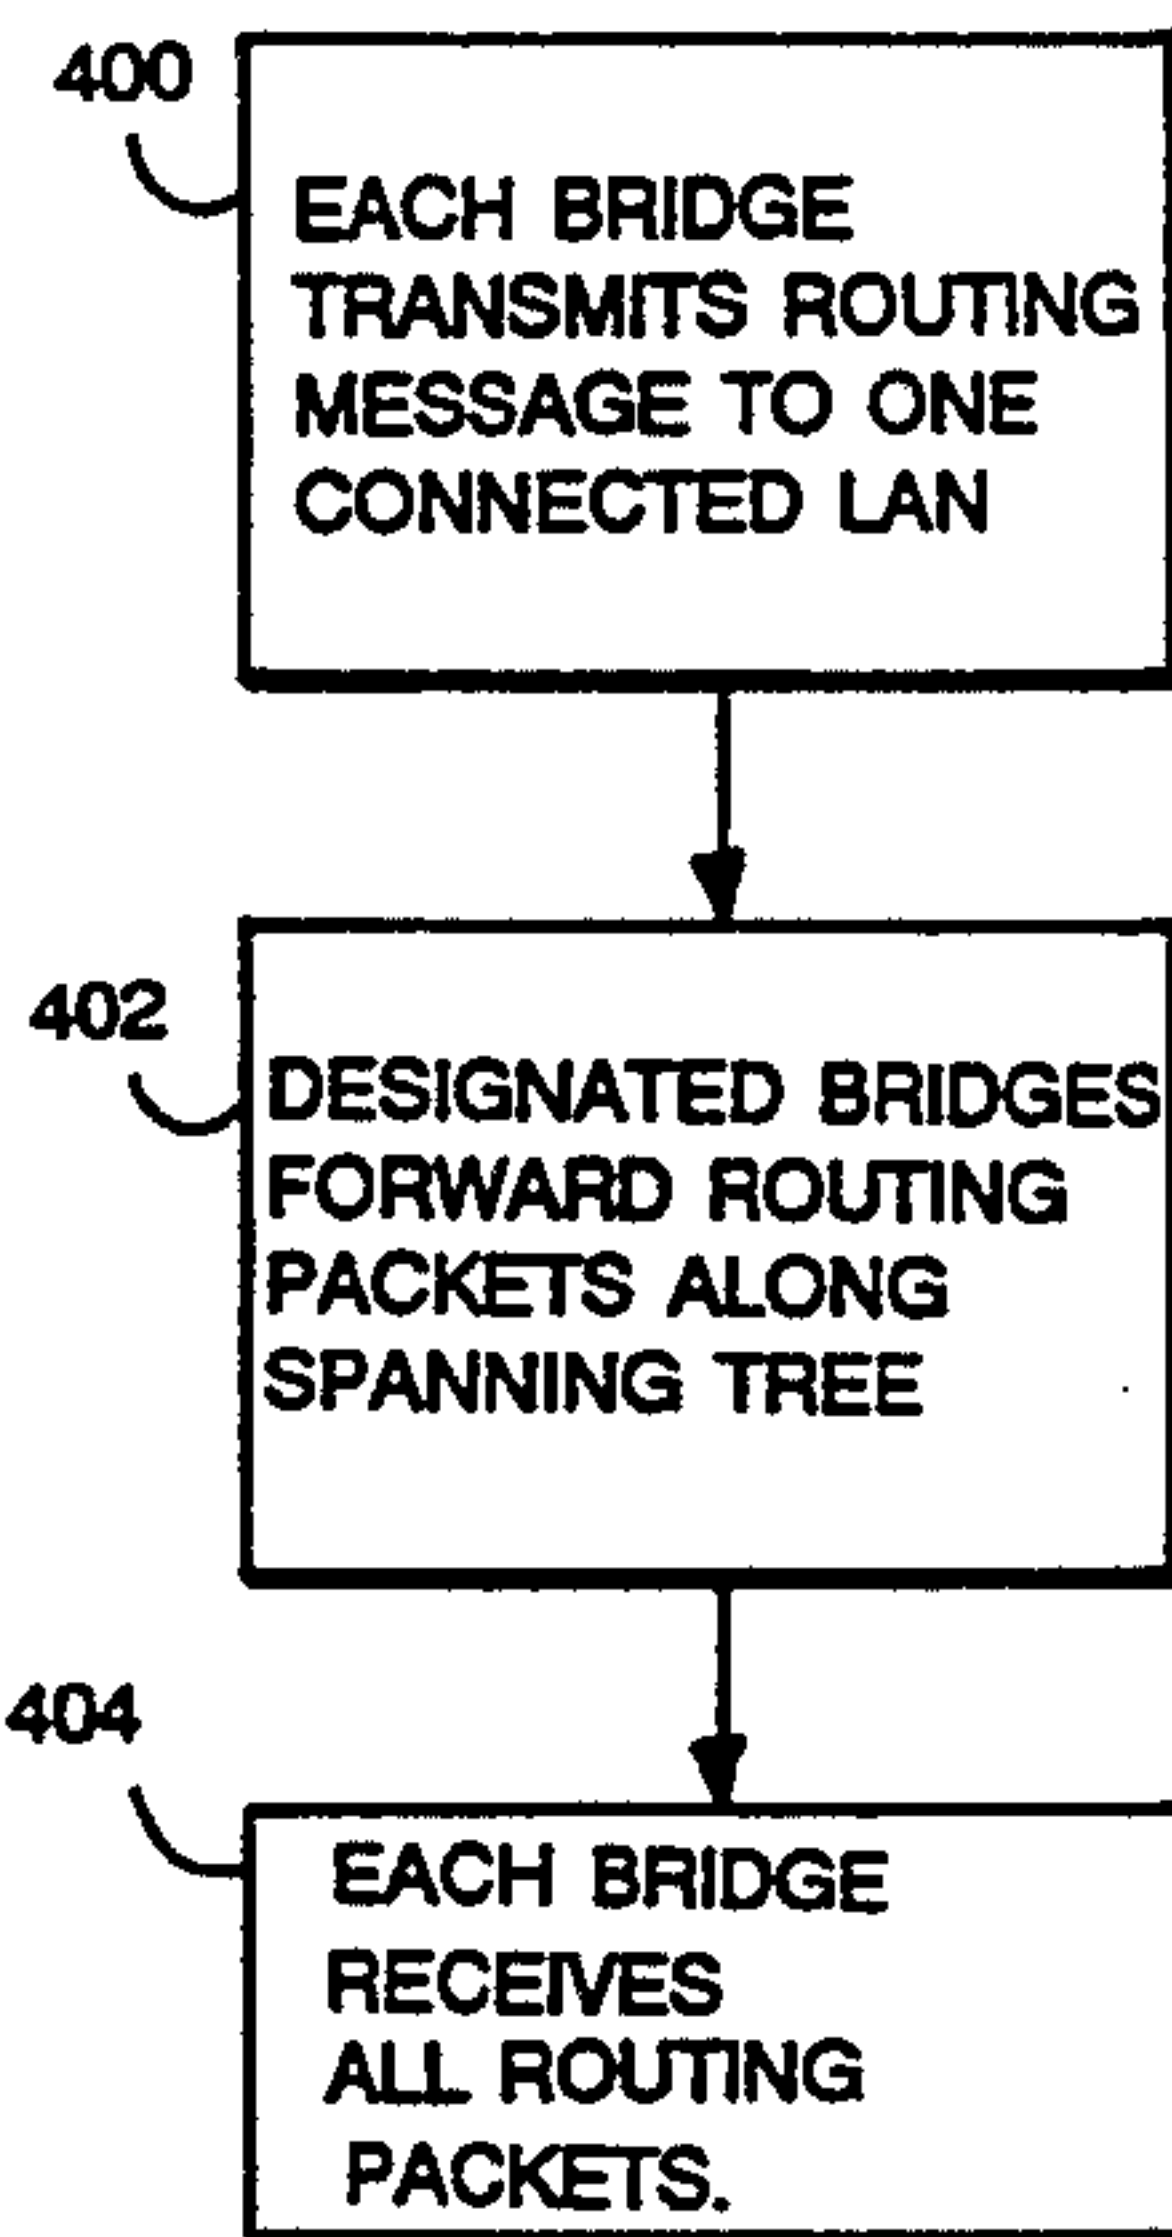 400
EACH BRIDGE
TRANSMITS ROUTING
MESSAGE TO ONE
CONNECTED LAN
402
DESIGNATED BRIDGES
FORWARD ROUTING
PACKETS ALONG
SPANNING TREE
404
EACH BRIDGE
RECEIVES
ALL ROUTING
PACKETS.